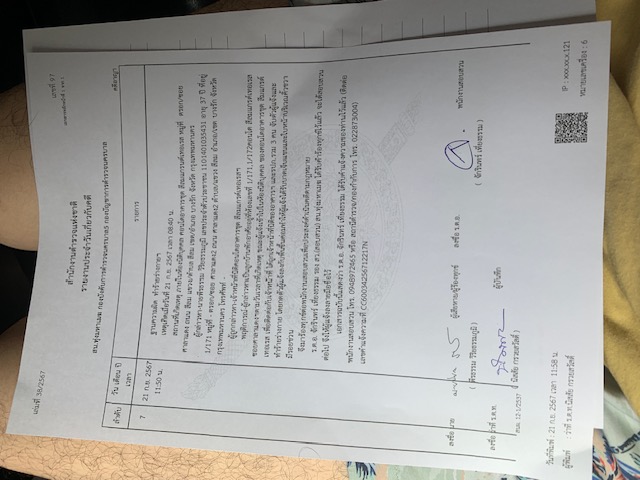 เล่มที่ 38/2567
เลขที่ 97
สำนักงานตำรวจแห่งชาติ
รายงานประจำวันเกี่ยวกับคดี
สน.ทุ่งมหาเมฆ กองบังคับการตำรวจนครบาล5 กองบัญชาการตำรวจนครบาล
คดีอาญา
ลำดับ
วัน เดือน ปี
เวลา
รายการ
7
21 ก.ย. 2567
11:50 น.
ฐานความผิด ทำร้ายร่างกายฯ
เหตุเกิดเมื่อวันที่ 21 ก.ย. 2567 เวลา 08:40 น.
สถานที่เกิดเหตุ ภายในห้องนิติบุคคล คอนโดอาคารชุด สีลมแกรนด์เทอเรส หมู่ที่ ตรอก/ซอย
ศาลาแดง ถนน สีลม แขวง/ตำบล สีลม เขต/อำเภอ บางรัก จังหวัด กรุงเทพมหานคร
ผู้กล่าวหา-นายพีรธรรม วิริยธรรมภูมิ เลขประจำตัวประชาชน 1101401035431 อายุ 37 ปี ที่อยู่
1/171 หมู่ที่ - ตรอก/ซอย ศาลาแดง2 ถนน ศาลาแดง2 ตำบล/แขวง สีลม อำเภอ/เขต บางรัก จังหวัด
กรุงเทพมหานคร โทรศัพท์ -
ผู้ถูกกล่าวหา-เจ้าหน้าที่นิติของคอนโดอาคารชุด สีลมแกรนด์เทอเรสฯ
พฤติการณ์-ผู้กล่าวหาเป็นลูกบ้านพักอาศัยอยู่ที่ห้องเลขที่ 1/171,1/172คอนโด สีลมแกรนด์เทอเรส
ซอยศาลาแดงฯตามวันเวลาที่เกิดเหตุ ขณะผู้แจ้งเข้าไปในห้องนิติบุคคล ของคอนโดอาคารชุด สีลมแกรนด์
เทอเรส เพื่อติดต่อกับเจ้าหน้าที่ ได้ถูกเจ้าหน้าที่นิติของอาคารฯ และรปภ.รวม 3 คน จับตัวผู้แจ้งและ
ทำร้ายร่างกาย โดยกดตัวผู้แจ้งลงกับพื้นขึ้นค่อมทำให้ผู้แจ้งได้รับบาดเจ็บแขนและใบหน้าบริเวณคิ้วขวา
มีรอยช้วน
จึงมาร้องทุกข์ต่อพนักงานสอบสวนเพื่อประสงค์ดำเนินคดีตามกฎหมาย
ร.ต.อ. จักรินทร์ เที่ยงธรรม รอง สว.(สอบสวน) สน.ทุ่งมหาเมฆ ได้รับคำร้องทุกข์ไว้แล้ว จะได้สอบสวน
ต่อไป จึงให้ผู้แจ้งลงลายมือชื่อไว้
เอกสารฉบับนี้แสดงว่า ร.ต.อ. จักรินทร์ เที่ยงธรรม ได้รับคำแจ้งความของท่านไว้แล้ว (ติดต่อ
พนักงานสอบสวน โทร. 0948972465 หรือ สถานีตำรวจ/กองกำกับการ โทร. 022873004)
เลขคำแจ้งความที่ CC6003425671​2217N
ลงชื่อ นาย ผู้เสียหาย/ผู้ร้องทุกข์ ลงชื่อ ร.ต.อ. พนักงานสอบสวน
( พีรธรรม วิริยธรรมภูมิ ) ( จักรินทร์ เที่ยงธรรม )
ลงชื่อ ว่าที่ ร.ต.ท. ผู้บันทึก
( นิสสัย กรวยสวัสดิ์ )
สนม. 12-1/2537
วันที่พิมพ์ : 21 ก.ย. 2567 เวลา 11:58 น.
ผู้พิมพ์ : ว่าที่ ร.ต.ท.นิสสัย กรวยสวัสดิ์
IP : xxx.xx.x.121
หมายเลขเครื่อง : 6